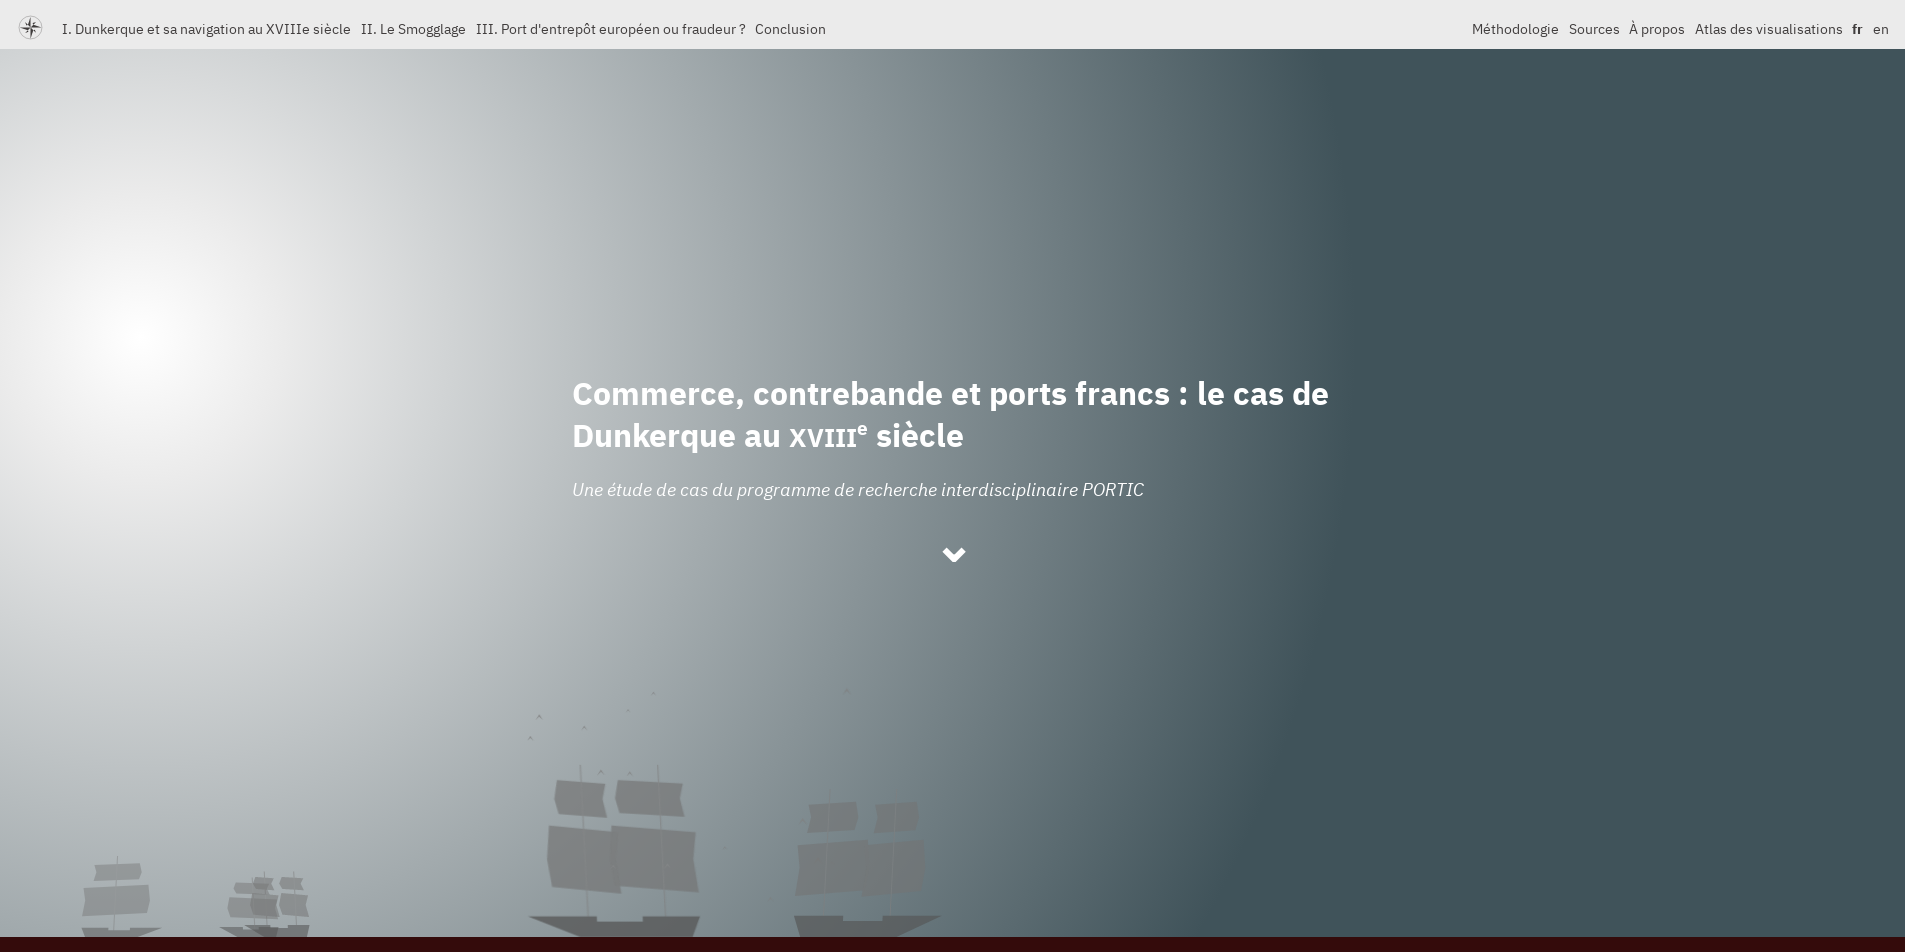 I. Dunkerque et sa navigation au XVIIIe siècle II. Le Smogglage III. Port d'entrepôt européen ou fraudeur ? Conclusion Méthodologie Sources À propos Atlas des visualisations fr en
Commerce, contrebande et ports francs : le cas de
Dunkerque au XVIIIe siècle
Une étude de cas du programme de recherche interdisciplinaire PORTIC